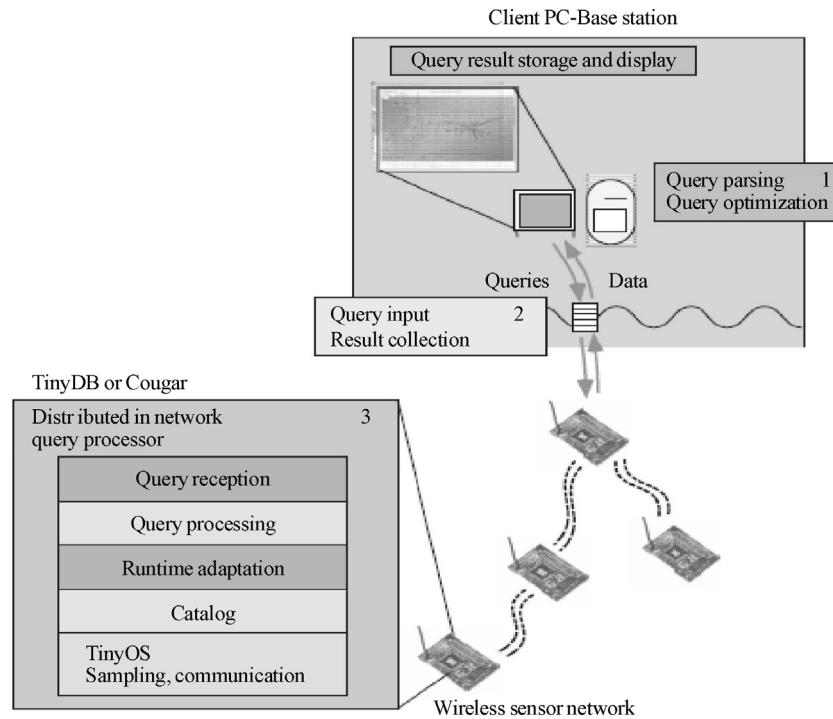 Client PC-Base station
Query result storage and display
Query parsing 1
Query optimization
Queries Data
Query input 2
Result collection
TinyDB or Cougar
Distributed in network 3
query processor
Query reception
Query processing
Runtime adaptation
Catalog
TinyOS
Sampling, communication
Wireless sensor network